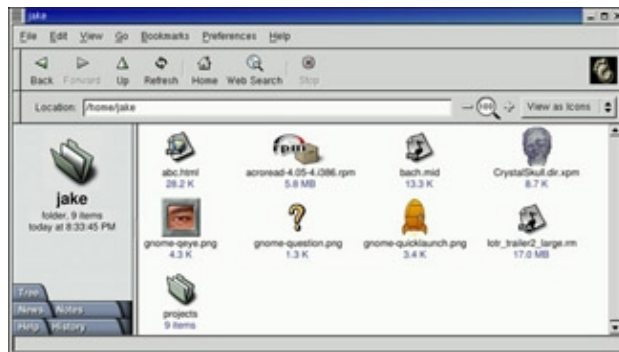 jake
File Edit View Go Bookmarks Preferences Help
Back Forward Up Refresh Home Web Search Stop
Location: /home/jake 100 View as Icons
abc.html
28.2 K
acroread-4.05-4.i386.rpm
5.8 MB
bach.mid
13.3 K
CrystalSkull.dir.xpm
8.7 K
jake
folder, 9 items
today at 8:33:45 PM
gnome-qeye.png
4.3 K
gnome-question.png
1.3 K
gnome-quicklaunch.png
3.4 K
lotr_trailer2_large.rm
17.0 MB
projects
9 items
rpm
Tree
News Notes
Help History